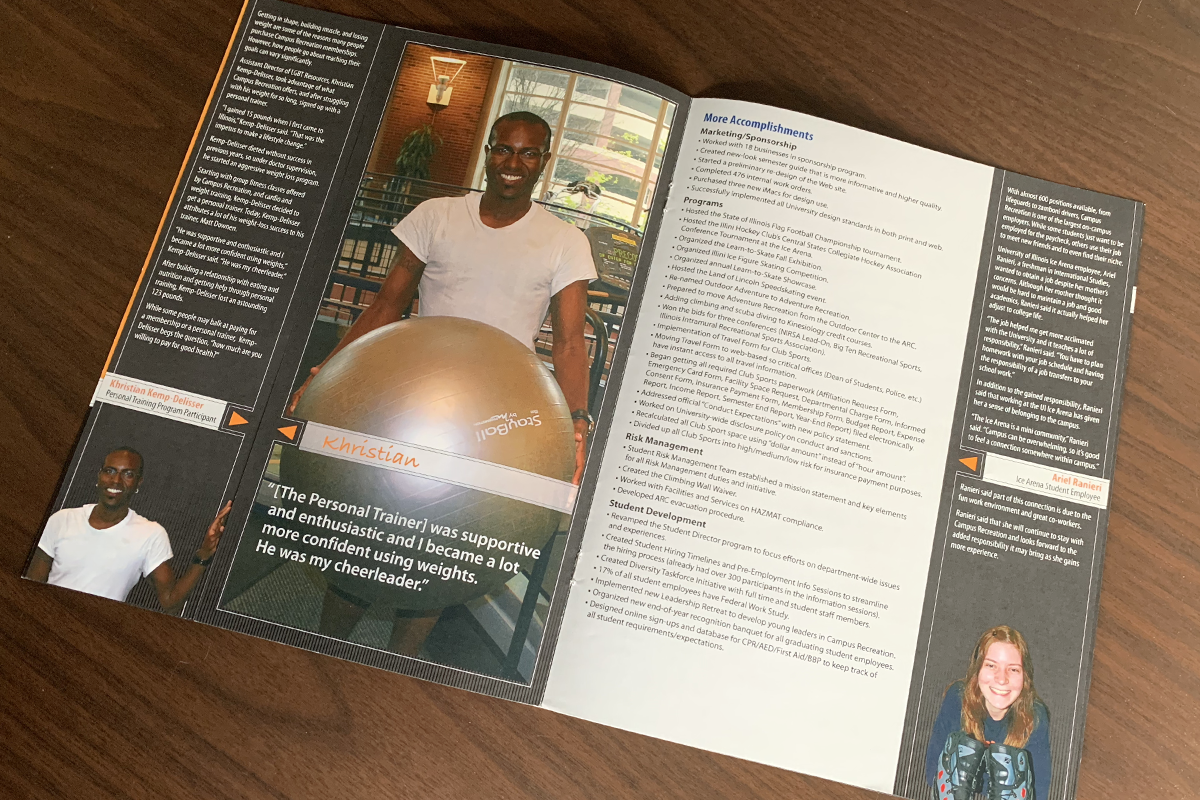 Getting in shape, building muscle, and losing
weight are some of the reasons many people
purchase Campus Recreation memberships.
However, how people go about reaching their
goals can vary significantly.
Assistant Director of LGBT Resources, Khristian
Kemp-Delisser, took advantage of what
Campus Recreation offers, and after struggling
with his weight for so long, signed up with a
personal trainer.
"I gained 15 pounds when I first came to
Illinois," Kemp-Delisser said. "That was the
impetus to make a lifestyle change."
Kemp-Delisser dieted without success in
previous years, so under doctor supervision,
he started an aggressive weight loss program.
Starting with group fitness classes offered
by Campus Recreation, and cardio and
weight training, Kemp-Delisser decided to
get a personal trainer. Today, Kemp-Delisser
attributes a lot of his weight-loss success to his
trainer, Matt Downen.
"He was supportive and enthusiastic and I
became a lot more confident using weights,"
Kemp-Delisser said. "He was my cheerleader."
After building a relationship with eating and
nutrition and getting help through personal
training, Kemp-Delisser lost an astounding
123 pounds.
While some people may balk at paying for
a membership or a personal trainer, Kemp-
Delisser begs the question, "how much are you
willing to pay for good health?"
Khristian Kemp-Delisser
Personal Training Program Participant
StayBall
by
Khristian
"[The Personal Trainer] was supportive
and enthusiastic and I became a lot
more confident using weights.
He was my cheerleader."
More Accomplishments
Marketing/Sponsorship
• Worked with 18 businesses in sponsorship program.
• Created new-look semester guide that is more informative and higher quality.
• Started a preliminary re-design of the Web site.
• Completed 476 internal work orders.
• Purchased three new iMacs for design use.
• Successfully implemented all University design standards in both print and web.
Programs
• Hosted the State of Illinois Flag Football Championship tournament.
• Hosted the Illini Hockey Club's Central States Collegiate Hockey Association
Conference Tournament at the Ice Arena.
• Organized the Learn-to-Skate Fall Exhibition.
• Organized Illini Ice Figure Skating Competition.
• Organized annual Learn-to-Skate Showcase.
• Hosted the Land of Lincoln Speedskating event.
• Re-named Outdoor Adventure to Adventure Recreation.
• Prepared to move Adventure Recreation from the Outdoor Center to the ARC.
• Adding climbing and scuba diving to Kinesiology credit courses.
• Won the bids for three conferences (NIRSA Lead-On, Big Ten Recreational Sports,
Illinois Intramural Recreational Sports Association).
• Implementation of Travel Form for Club Sports.
• Moving Travel Form to web-based so critical offices (Dean of Students, Police, etc.)
have instant access to all travel information.
• Began getting all required Club Sports paperwork (Affiliation Request Form,
Emergency Card Form, Facility Space Request, Departmental Charge Form, Informed
Consent Form, Insurance Payment Form, Membership Form, Budget Report, Expense
Report, Income Report, Semester End Report, Year-End Report) filed electronically.
• Addressed official "Conduct Expectations" with new policy statement.
• Worked on University-wide disclosure policy on conduct and sanctions.
• Recalculated all Club Sport space using "dollar amount" instead of "hour amount".
• Divided up all Club Sports into high/medium/low risk for insurance payment purposes.
Risk Management
• Student Risk Management Team established a mission statement and key elements
for all Risk Management duties and initiative.
• Created the Climbing Wall Waiver.
• Worked with Facilities and Services on HAZMAT compliance.
• Developed ARC evacuation procedure.
Student Development
• Revamped the Student Director program to focus efforts on department-wide issues
and experiences.
• Created Student Hiring Timelines and Pre-Employment Info Sessions to streamline
the hiring process (already had over 300 participants in the information sessions).
• Created Diversity Taskforce Initiative with full time and student staff members.
• 17% of all student employees have Federal Work Study.
• Implemented new Leadership Retreat to develop young leaders in Campus Recreation.
• Organized new end-of-year recognition banquet for all graduating student employees.
• Designed online sign-ups and database for CPR/AED/First Aid/BBP to keep track of
all student requirements/expectations.
With almost 600 positions available, from
lifeguards to zamboni drivers, Campus
Recreation is one of the largest on-campus
employers. While some students just want to be
employed for the paycheck, others use their job
to meet new friends and to even find their niche.
University of Illinois Ice Arena employee, Ariel
Ranieri, a freshman in International Studies,
wanted to obtain a job despite her mother's
concerns. Although her mother thought it
would be hard to maintain a job and good
academics, Ranieri said it actually helped her
adjust to college life.
"The job helped me get more acclimated
with the University and it teaches a lot of
responsibility," Ranieri said. "You have to plan
homework with your job schedule and having
the responsibility of a job transfers to your
school work."
In addition to the gained responsibility, Ranieri
said that working at the UI Ice Arena has given
her a sense of belonging to the campus.
"The Ice Arena is a mini community," Ranieri
said. "Campus can be overwhelming, so it's good
to feel a connection somewhere within campus."
Ariel Ranieri
Ice Arena Student Employee
Ranieri said part of this connection is due to the
fun work environment and great co-workers.
Ranieri said that she will continue to stay with
Campus Recreation and looks forward to the
added responsibility it may bring as she gains
more experience.